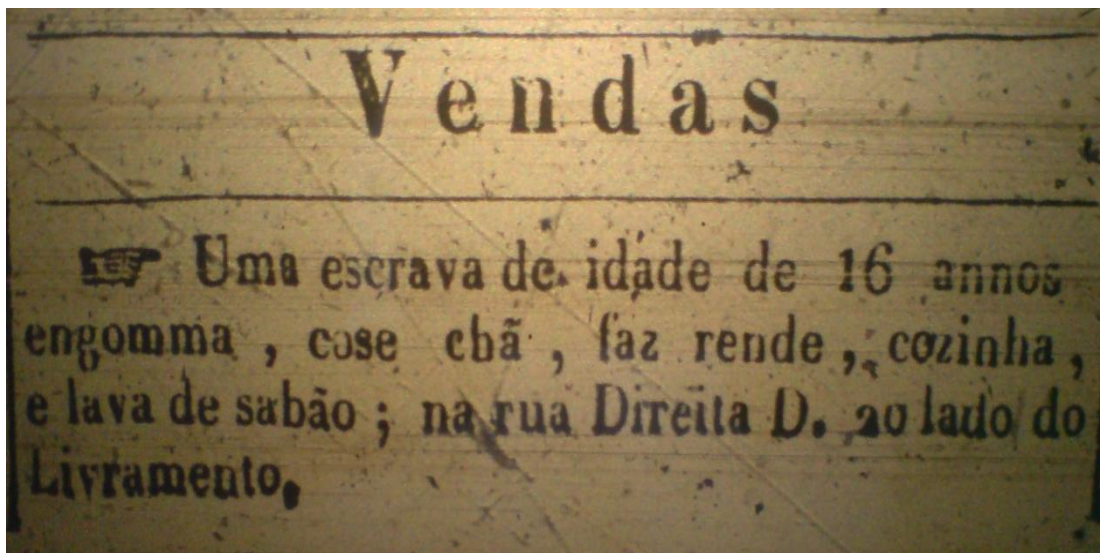 Vendas
☞ Uma escrava de idade de 16 annos
engomma , cose chã , faz rende , cozinha ,
e lava de sabão ; na rua Direita D. ao lado do
Livramento.